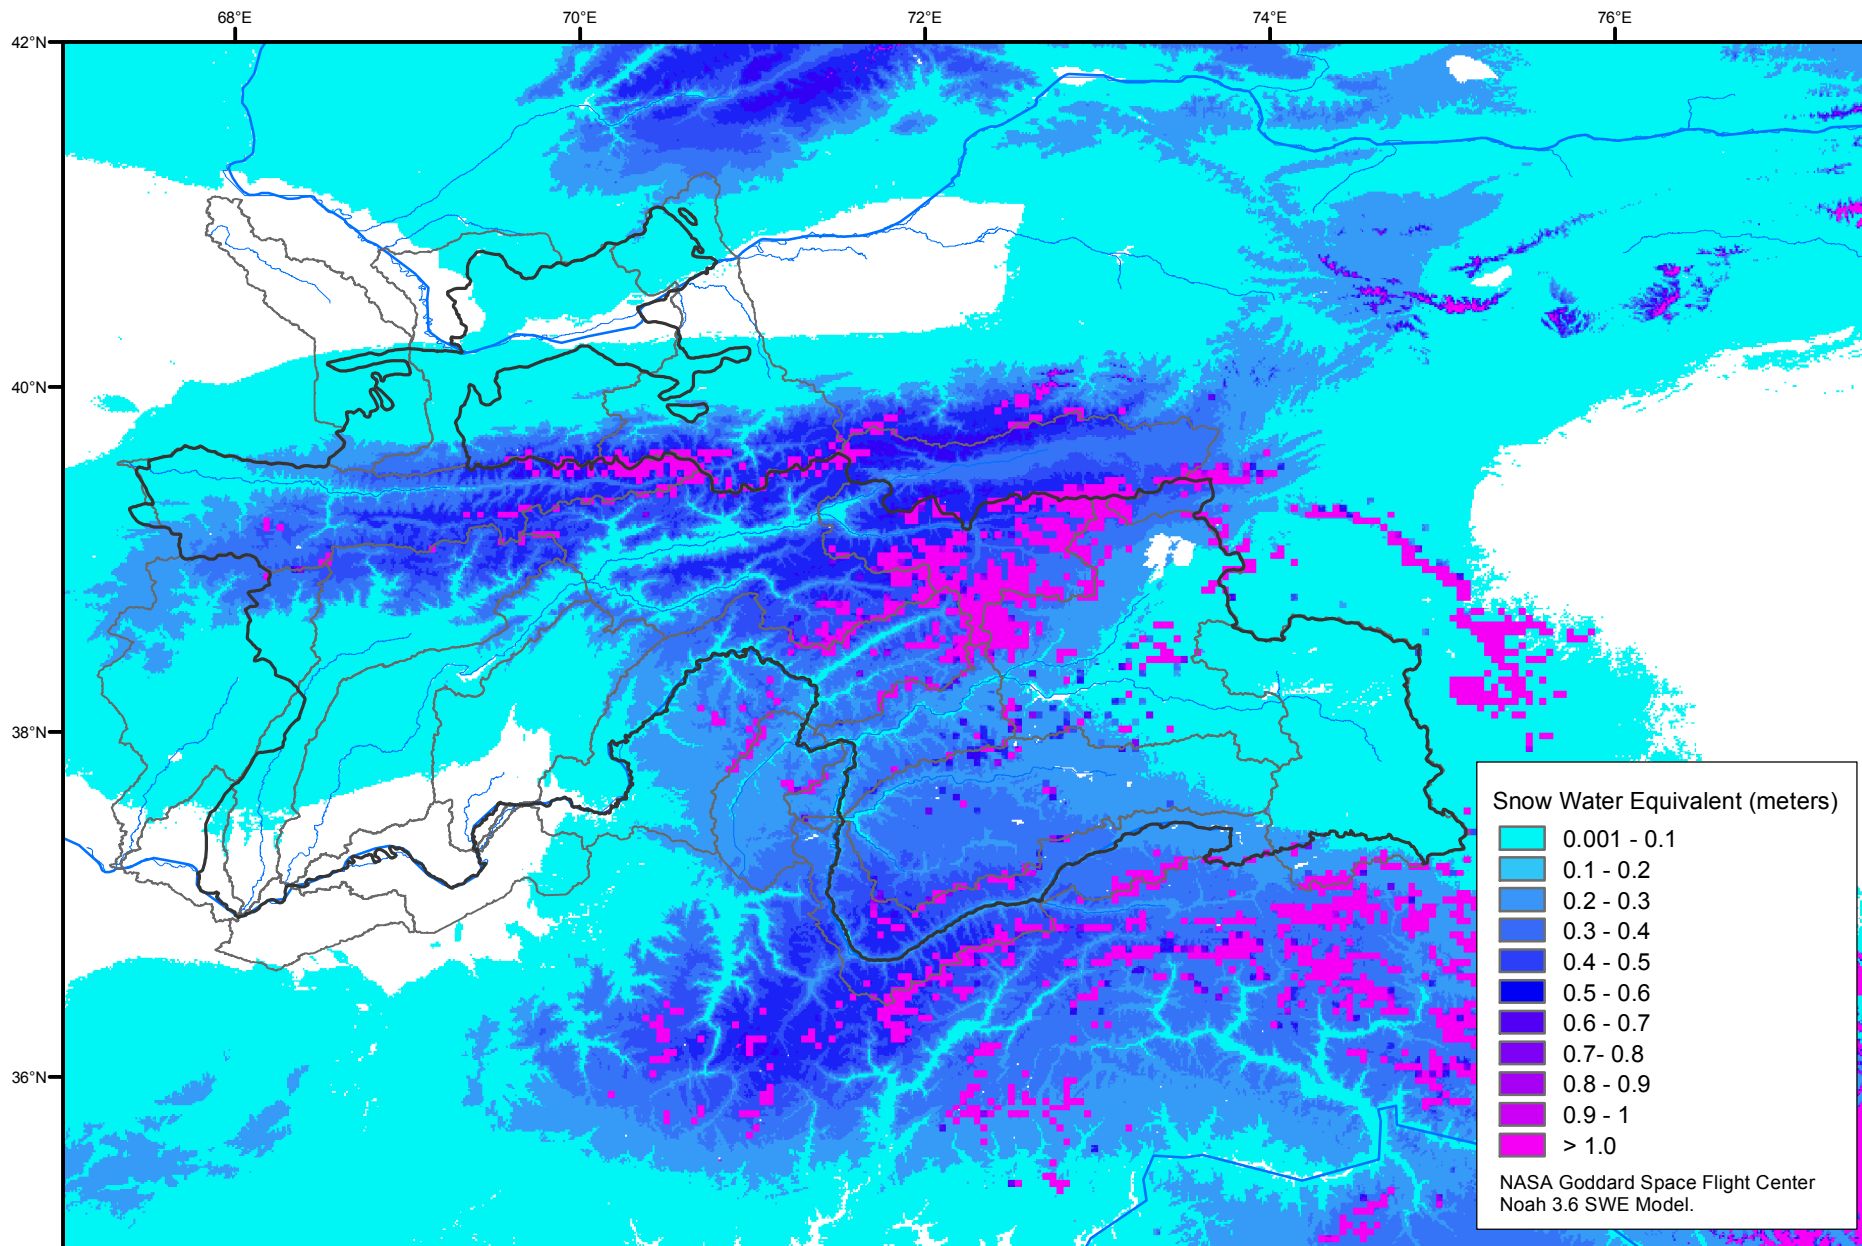 68°E
70°E
72°E
74°E
76°E
42°N
40°N
38°N
36°N
Snow Water Equivalent (meters)
0.001 - 0.1
0.1 - 0.2
0.2 - 0.3
0.3 - 0.4
0.4 - 0.5
0.5 - 0.6
0.6 - 0.7
0.7- 0.8
0.8 - 0.9
0.9 - 1
> 1.0
NASA Goddard Space Flight Center
Noah 3.6 SWE Model.